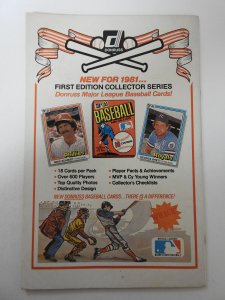 DONRUSS
NEW FOR 1981...
FIRST EDITION COLLECTOR SERIES
Donruss Major League Baseball Cards!
Phillies
BASEBALL
Royals
• 18 Cards per Pack
• Over 600 Players
• Top Quality Photos
• Distinctive Design
• Player Facts & Achievements
• MVP & Cy Young Winners
• Collector's Checklists
NEW DONRUSS BASEBALL CARDS...THERE IS A DIFFERENCE!